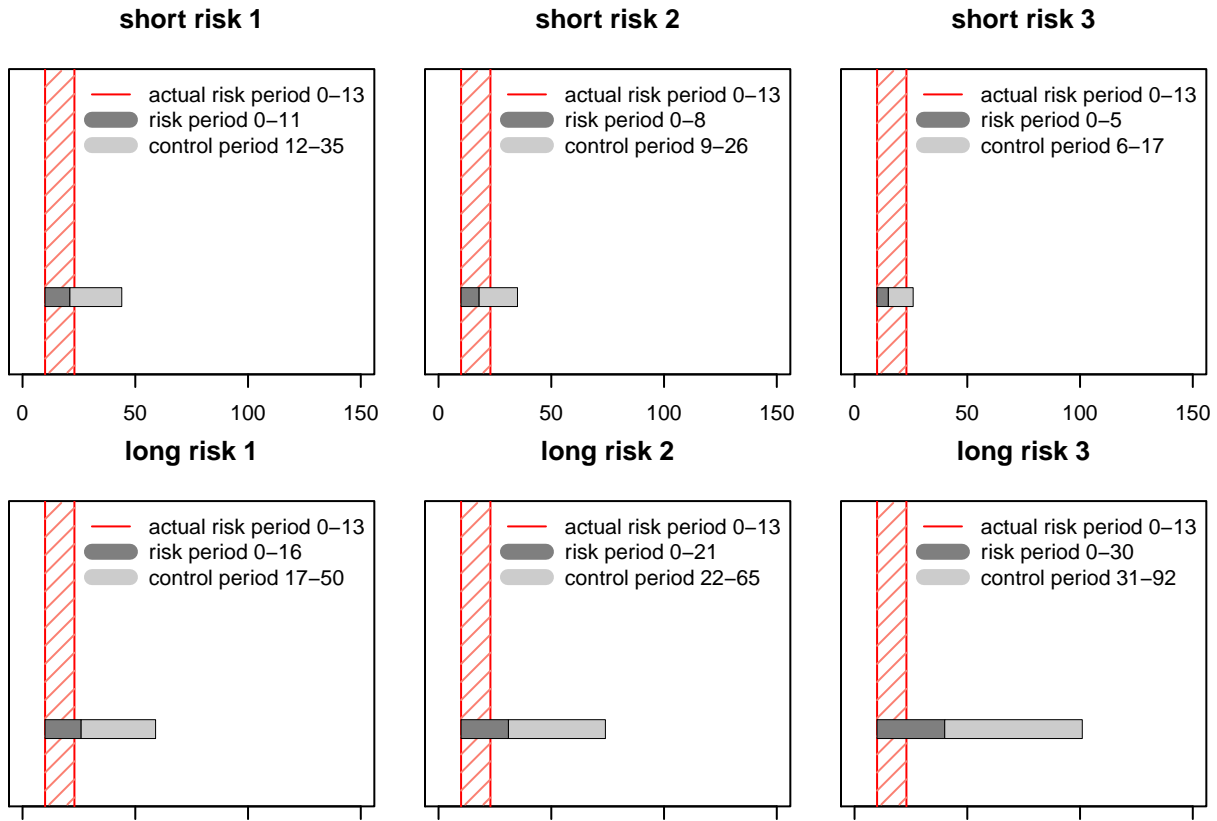 short risk 1
actual risk period 0−13
risk period 0−11
control period 12−35
0 50 100 150
short risk 2
actual risk period 0−13
risk period 0−8
control period 9−26
0 50 100 150
short risk 3
actual risk period 0−13
risk period 0−5
control period 6−17
0 50 100 150
long risk 1
actual risk period 0−13
risk period 0−16
control period 17−50
long risk 2
actual risk period 0−13
risk period 0−21
control period 22−65
long risk 3
actual risk period 0−13
risk period 0−30
control period 31−92